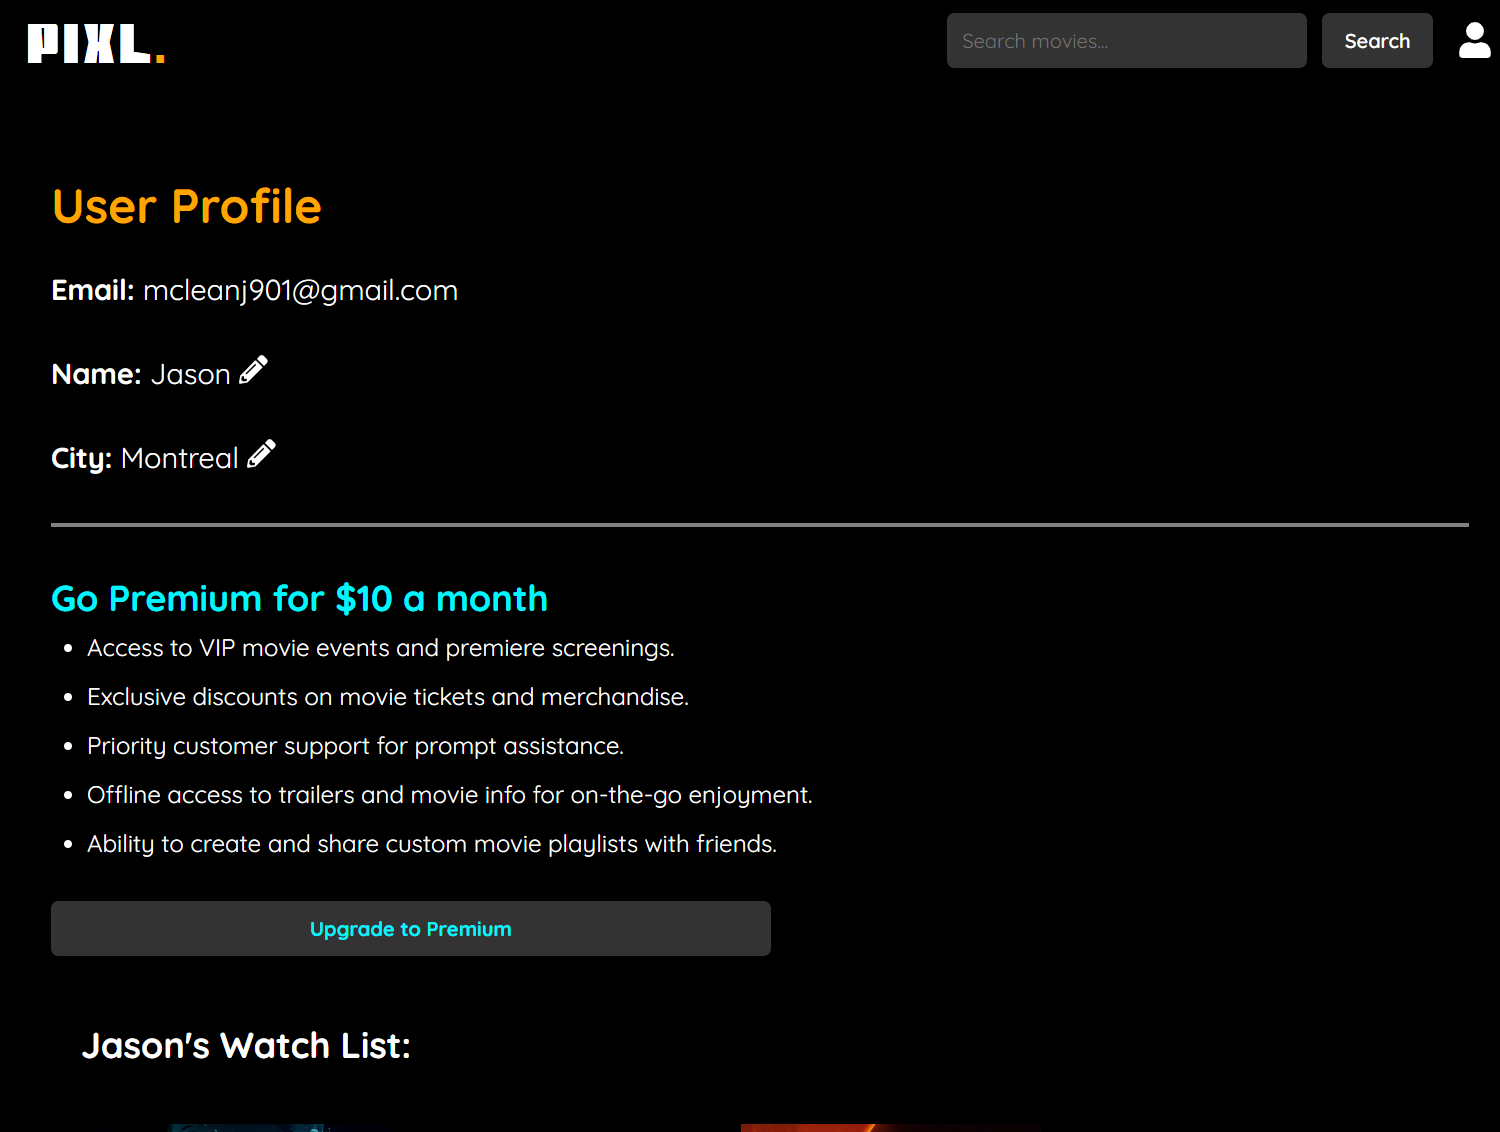 PIXL.
Search movies...
Search
User Profile
Email: mcleanj901@gmail.com
Name: Jason
City: Montreal
Go Premium for $10 a month
• Access to VIP movie events and premiere screenings.
• Exclusive discounts on movie tickets and merchandise.
• Priority customer support for prompt assistance.
• Offline access to trailers and movie info for on-the-go enjoyment.
• Ability to create and share custom movie playlists with friends.
Upgrade to Premium
Jason's Watch List: